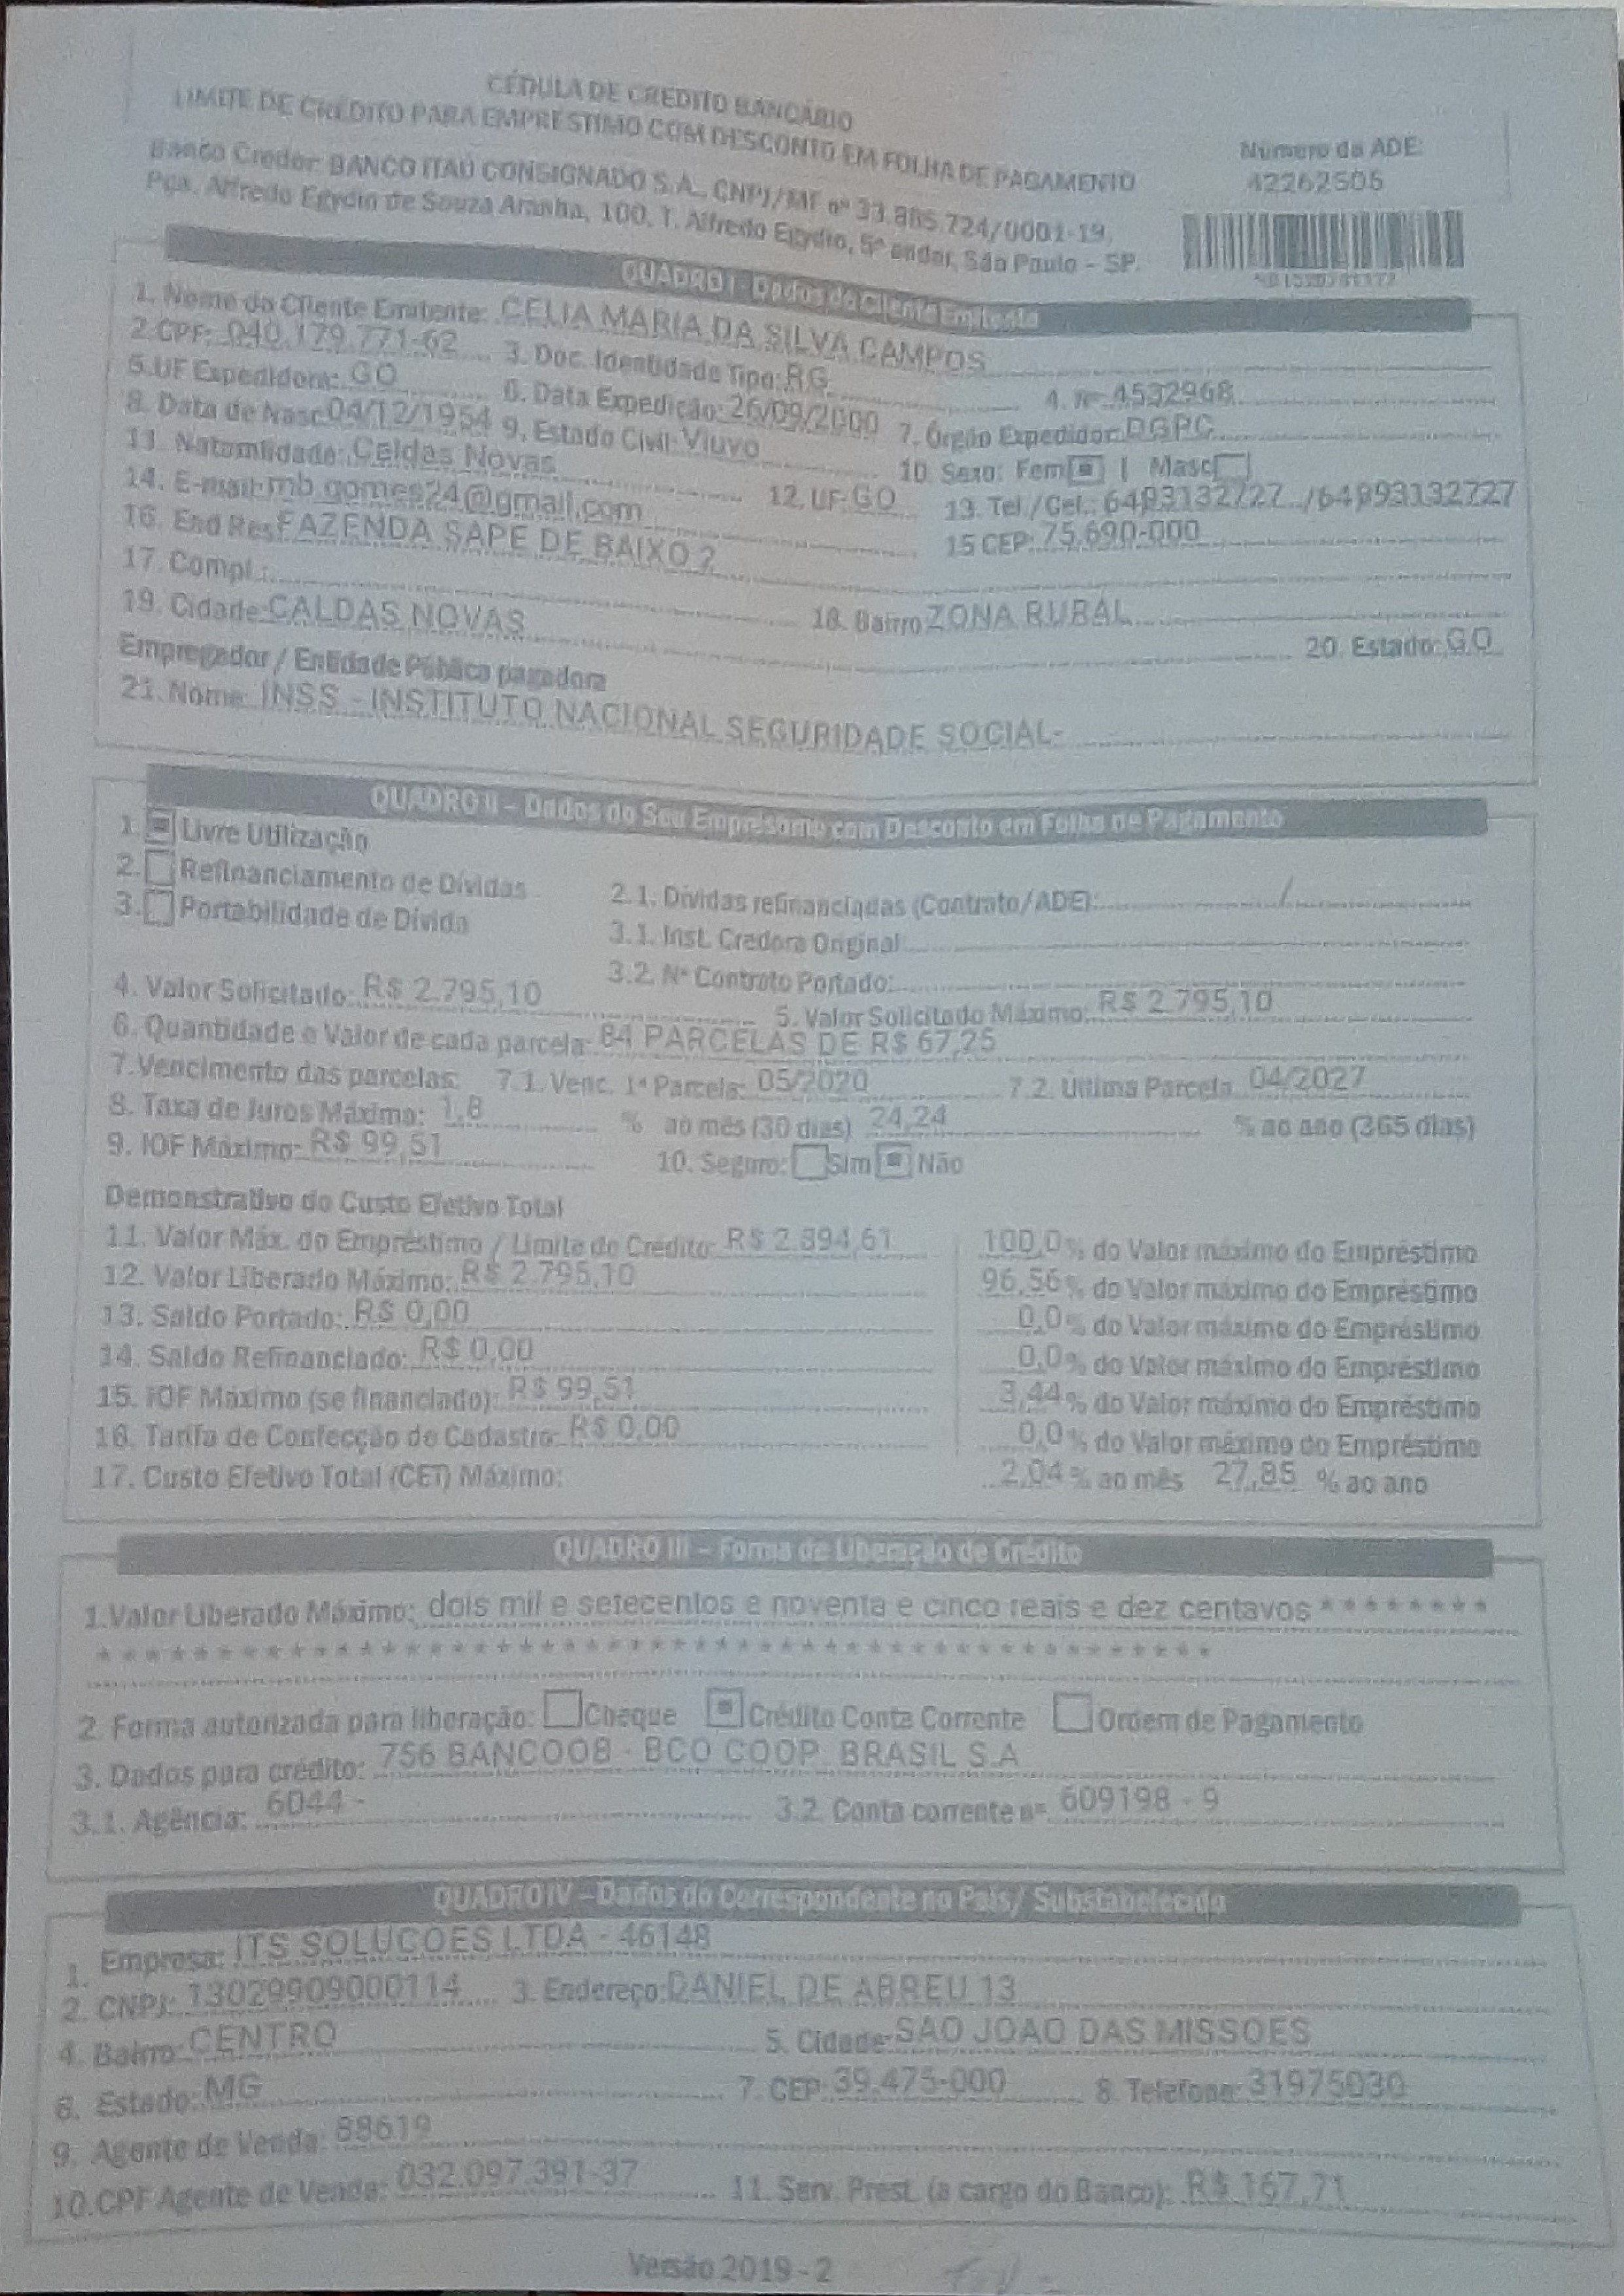 CÉDULA DE CRÉDITO BANCÁRIO
LIMITE DE CRÉDITO PARA EMPRÉSTIMO COM DESCONTO EM FOLHA DE PAGAMENTO
Banco Credor: BANCO ITAÚ CONSIGNADO S.A., CNPJ/MF nº 33.885.724/0001-19,
Pça. Alfredo Egydio de Souza Aranha, 100, T. Alfredo Egydio, 5º andar, São Paulo - SP.
Número da ADE:
42262505
QUADRO I - Dados do Cliente Emitente
1. Nome do Cliente Emitente: CELIA MARIA DA SILVA CAMPOS
2.CPF: 040.179.771-62 3. Doc. Identidade Tipo: RG 4. Nº 4532968
5.UF Expedidora: GO 6. Data Expedição: 26/09/2000 7. Órgão Expedidor: DGPC
8. Data de Nasc 04/12/1954 9. Estado Civil: Viuvo 10. Sexo: Fem | Masc
11. Naturalidade: Caldas Novas 12. UF: GO 13. Tel./Cel.: 6493132727 /64993132727
14. E-mail: mb.gomes24@gmail.com 15 CEP: 75.690-000
16. End Res: FAZENDA SAPE DE BAIXO 2
17. Compl.: 18. Bairro ZONA RURAL
19. Cidade: CALDAS NOVAS 20. Estado: GO
Empregador / Entidade Pública pagadora
21. Nome: INSS - INSTITUTO NACIONAL SEGURIDADE SOCIAL-
QUADRO II - Dados do Seu Empréstimo com Desconto em Folha de Pagamento
1. Livre Utilização
2. Refinanciamento de Dívidas 2.1. Dívidas refinanciadas (Contrato/ADE): /
3. Portabilidade de Dívida 3.1. Inst. Credora Original
3.2. Nº Contrato Portado:
4. Valor Solicitado: R$ 2.795,10 5. Valor Solicitado Máximo: R$ 2.795,10
6. Quantidade e Valor de cada parcela: 84 PARCELAS DE R$ 67,25
7.Vencimento das parcelas: 7.1. Venc. 1ª Parcela: 05/2020 7.2. Última Parcela 04/2027
8. Taxa de Juros Máxima: 1,8 % ao mês (30 dias) 24,24 % ao ano (365 dias)
9. IOF Máximo: R$ 99,51 10. Seguro: Sim Não
Demonstrativo do Custo Efetivo Total
11. Valor Máx. do Empréstimo / Limite de Crédito: R$ 2.894,61 100,0% do Valor máximo do Empréstimo
12. Valor Liberado Máximo: R$ 2.795,10 96,56% do Valor máximo do Empréstimo
13. Saldo Portado: R$ 0,00 0,0% do Valor máximo do Empréstimo
14. Saldo Refinanciado: R$ 0,00 0,0% do Valor máximo do Empréstimo
15. IOF Máximo (se financiado): R$ 99,51 3,44% do Valor máximo do Empréstimo
16. Tarifa de Confecção de Cadastro: R$ 0,00 0,0% do Valor máximo do Empréstimo
17. Custo Efetivo Total (CET) Máximo: 2,04% ao mês 27,85 % ao ano
QUADRO III - Forma de Liberação de Crédito
1.Valor Liberado Máximo: dois mil e setecentos e noventa e cinco reais e dez centavos ********
*********************************************
2. Forma autorizada para liberação: Cheque Crédito Conta Corrente Ordem de Pagamento
3. Dados para crédito: 756 BANCOOB - BCO COOP. BRASIL S.A
3.1. Agência: 6044 - 3.2. Conta corrente nº 609198 - 9
QUADRO IV - Dados do Correspondente no País/ Substabelecido
1. Empresa: ITS SOLUCOES LTDA - 46148
2. CNPJ: 13029909000114 3. Endereço: DANIEL DE ABREU 13
4. Bairro: CENTRO 5. Cidade: SAO JOAO DAS MISSOES
6. Estado: MG 7. CEP: 39.475-000 8. Telefone: 31975030
9. Agente de Venda: 88619
10.CPF Agente de Venda: 032.097.391-37 11. Serv. Prest. (a cargo do Banco): R$ 167,71
Versão 2019 - 2